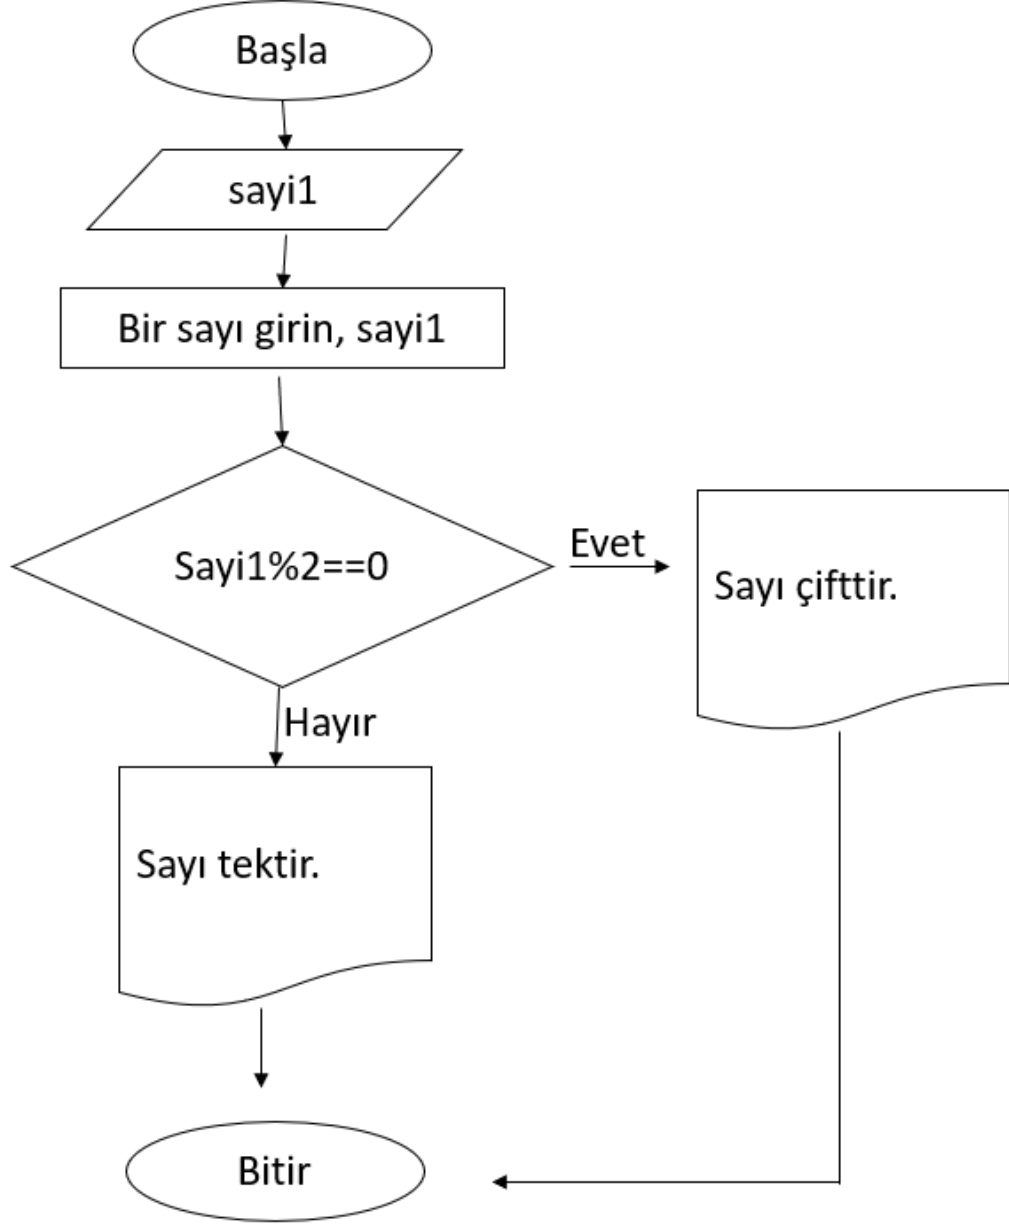 Başla
sayi1
Bir sayı girin, sayi1
Sayi1%2==0
Evet
Sayı çifttir.
Hayır
Sayı tektir.
Bitir